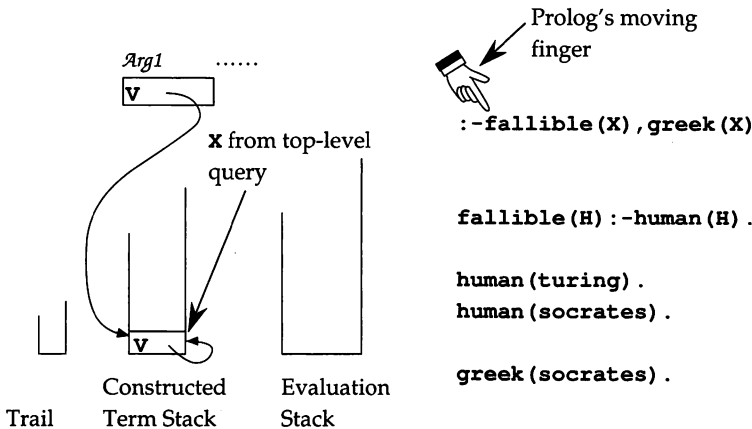 Prolog's moving
finger
Arg1 ......
V
:-fallible(X),greek(X)
X from top-level
query
fallible(H):-human(H).
human(turing).
human(socrates).
V
greek(socrates).
Trail
Constructed
Term Stack
Evaluation
Stack